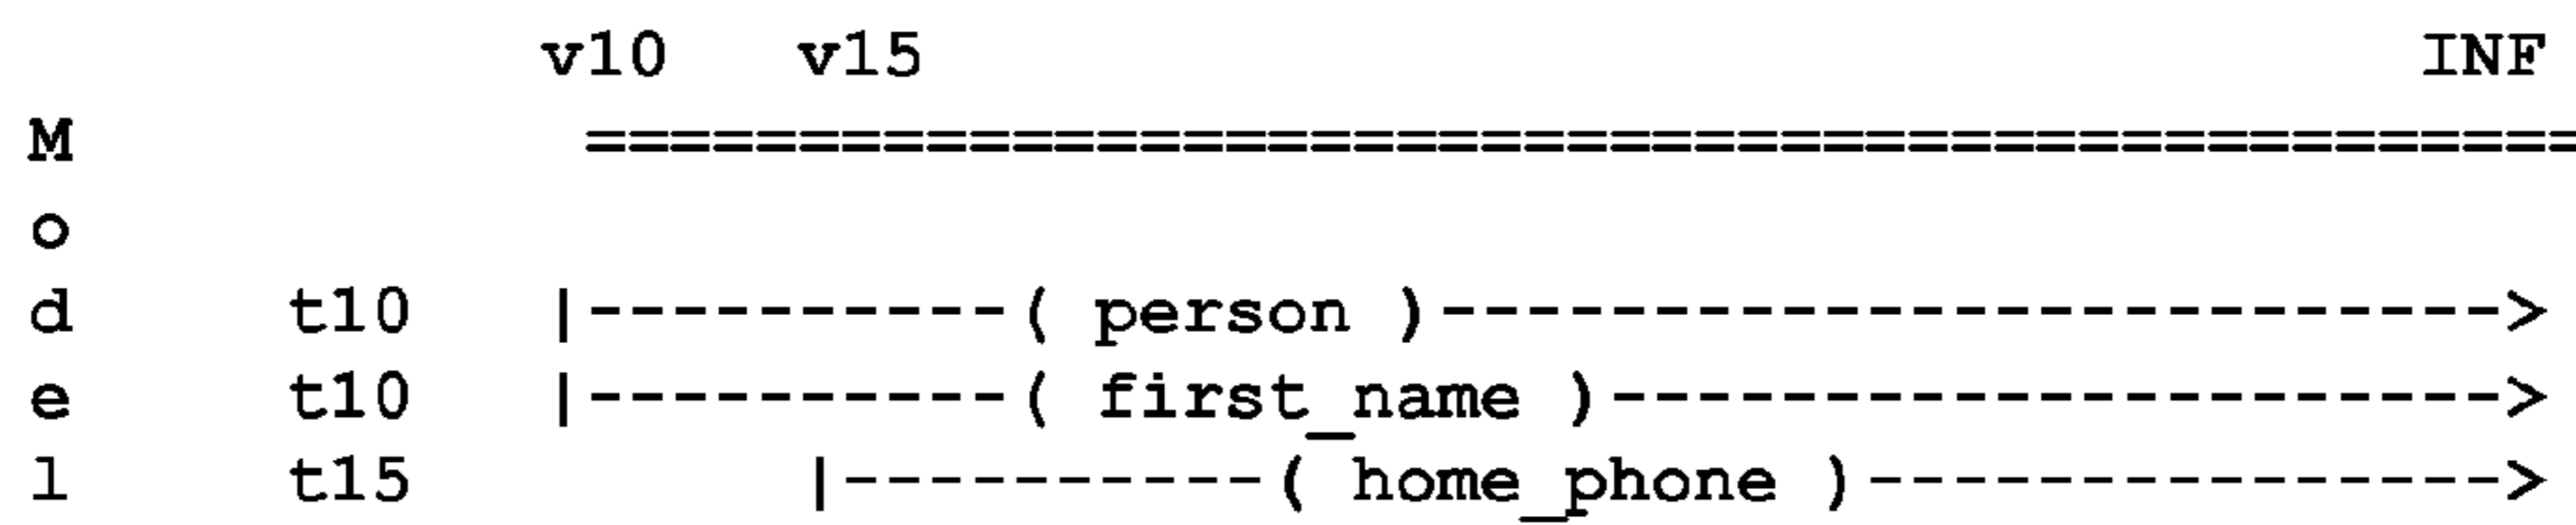 v10 v15 INF
M ===============================================
o
d t10 |----------( person )------------------------->
e t10 |----------( first_name )--------------------->
l t15 |----------( home_phone )--------------->